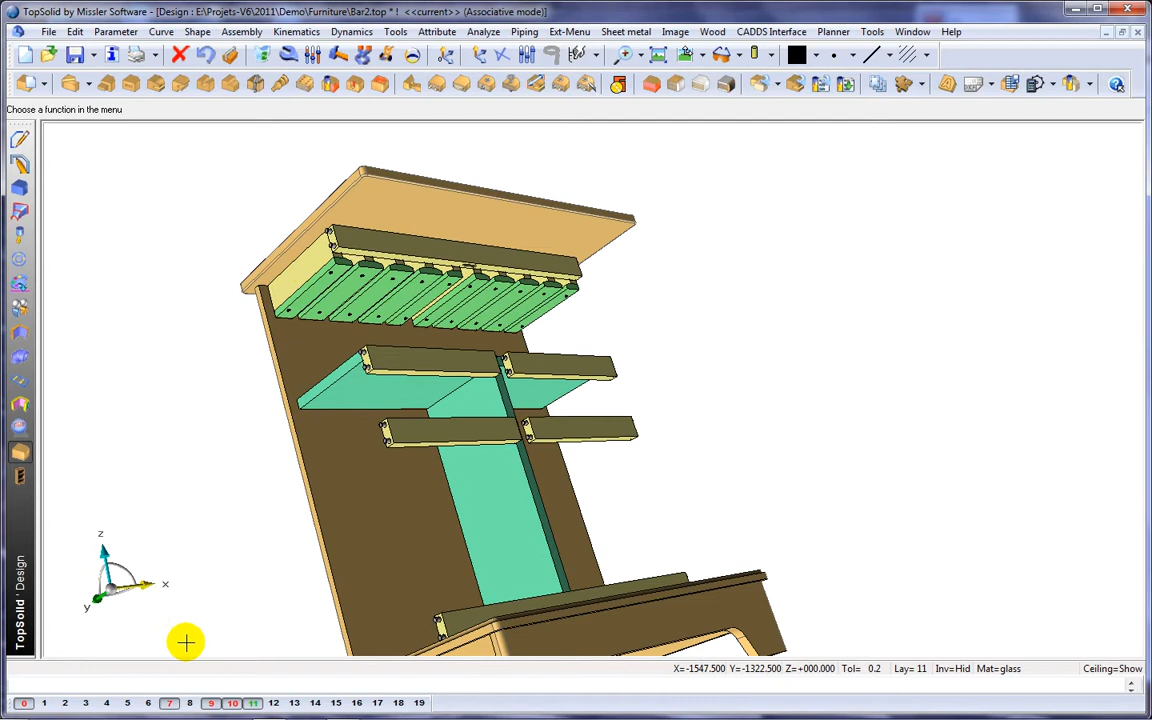 TopSolid by Missler Software - [Design : E:\Projets-V6\2011\Demo\Furniture\Bar2.top * ! <<current>> (Associative mode)]
File Edit Parameter Curve Shape Assembly Kinematics Dynamics Tools Attribute Analyze Piping Ext-Menu Sheet metal Image Wood CADDS Interface Planner Tools Window Help
Choose a function in the menu
z
x
y
TopSolid 'Design
X=-1547.500 Y=-1322.500 Z=+000.000 Tol= 0.2 Lay= 11 Inv=Hid Mat=glass Ceiling=Show
0 1 2 3 4 5 6 7 8 9 10 11 12 13 14 15 16 17 18 19